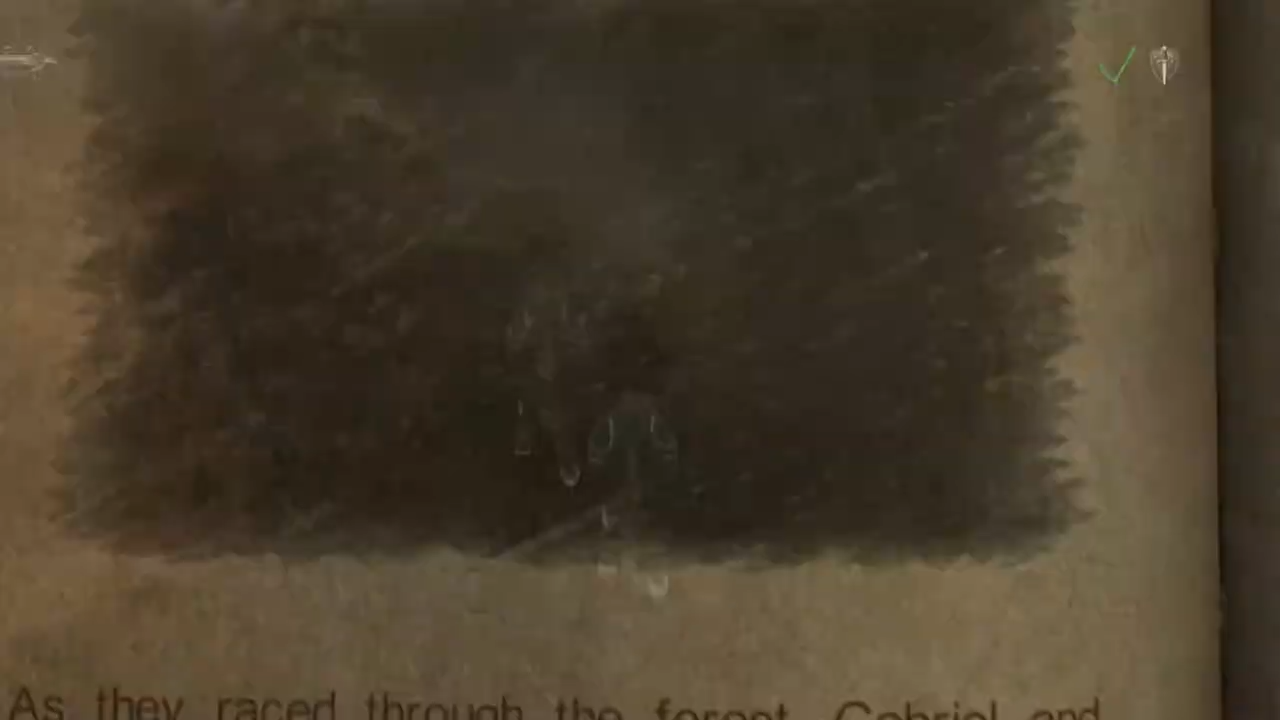 As they raced through the forest, Gabriel and